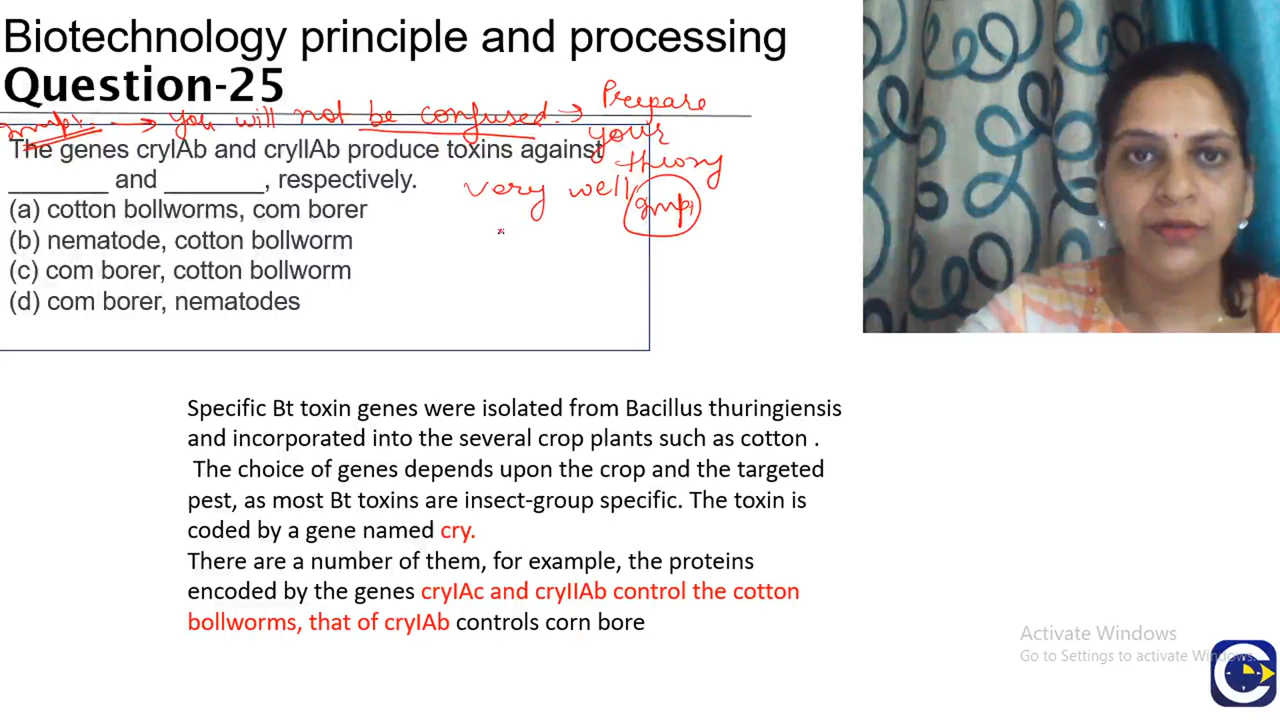 Biotechnology principle and processing
Question-25
gmpt. → you will not be confused. → Prepare
your
theory
very well
gmpt
The genes cryIAb and cryIIAb produce toxins against
________ and ________, respectively.
(a) cotton bollworms, com borer
(b) nematode, cotton bollworm
(c) com borer, cotton bollworm
(d) com borer, nematodes
Specific Bt toxin genes were isolated from Bacillus thuringiensis
and incorporated into the several crop plants such as cotton .
The choice of genes depends upon the crop and the targeted
pest, as most Bt toxins are insect-group specific. The toxin is
coded by a gene named cry.
There are a number of them, for example, the proteins
encoded by the genes cryIAc and cryIIAb control the cotton
bollworms, that of cryIAb controls corn bore
Activate Windows
Go to Settings to activate Windows.